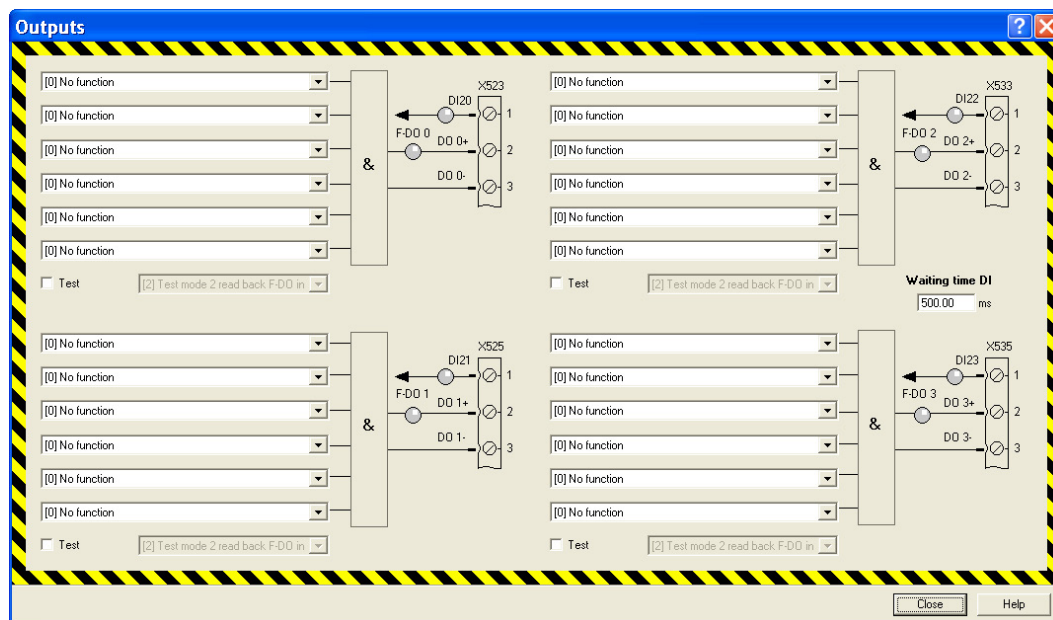 Outputs
[0] No function
X523
DI20
1
[0] No function
F-DO 0
DO 0+
[0] No function
2
&
DO 0-
[0] No function
3
[0] No function
[0] No function
Test
[2] Test mode 2 read back F-DO in
[0] No function
X533
DI22
1
[0] No function
F-DO 2
DO 2+
[0] No function
2
&
DO 2-
[0] No function
3
[0] No function
[0] No function
Test
[2] Test mode 2 read back F-DO in
Waiting time DI
500.00 ms
[0] No function
X525
DI21
1
[0] No function
F-DO 1
DO 1+
[0] No function
2
&
DO 1-
[0] No function
3
[0] No function
[0] No function
Test
[2] Test mode 2 read back F-DO in
[0] No function
X535
DI23
1
[0] No function
F-DO 3
DO 3+
[0] No function
2
&
DO 3-
[0] No function
3
[0] No function
[0] No function
Test
[2] Test mode 2 read back F-DO in
Close
Help